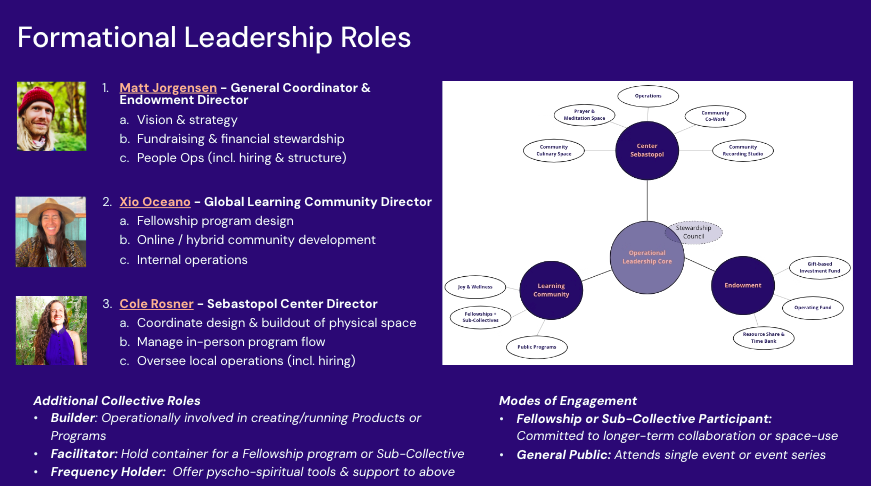 Formational Leadership Roles
1. Matt Jorgensen – General Coordinator &
Endowment Director
a. Vision & strategy
b. Fundraising & financial stewardship
c. People Ops (incl. hiring & structure)
2. Xio Oceano – Global Learning Community Director
a. Fellowship program design
b. Online / hybrid community development
c. Internal operations
3. Cole Rosner – Sebastopol Center Director
a. Coordinate design & buildout of physical space
b. Manage in-person program flow
c. Oversee local operations (incl. hiring)
Operations
Prayer &
Meditation Space
Community
Co-Work
Community
Culinary Space
Center
Sebastopol
Community
Recording Studio
Stewardship
Council
Operational
Leadership Core
Joy & Wellness
Learning
Community
Fellowships +
Sub-Collectives
Public Programs
Endowment
Gift-based
Investment Fund
Operating Fund
Resource Share &
Time Bank
Additional Collective Roles
• Builder: Operationally involved in creating/running Products or
Programs
• Facilitator: Hold container for a Fellowship program or Sub-Collective
• Frequency Holder: Offer pyscho-spiritual tools & support to above
Modes of Engagement
• Fellowship or Sub-Collective Participant:
Committed to longer-term collaboration or space-use
• General Public: Attends single event or event series